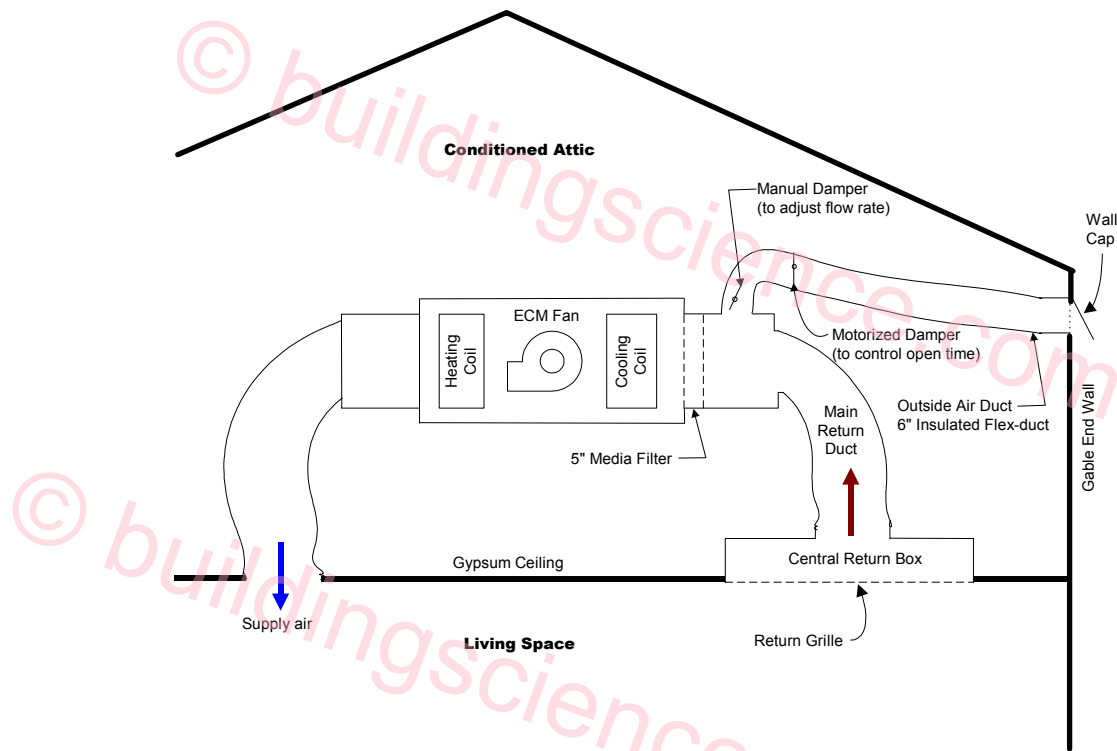 © buildingscience.com
Conditioned Attic
Manual Damper
(to adjust flow rate)
Wall
Cap
ECM Fan
Heating
Coil
Cooling
Coil
Motorized Damper
(to control open time)
Outside Air Duct
6" Insulated Flex-duct
Main
Return
Duct
5" Media Filter
Gable End Wall
© buildingscience
Gypsum Ceiling
Central Return Box
Supply air
Living Space
Return Grille